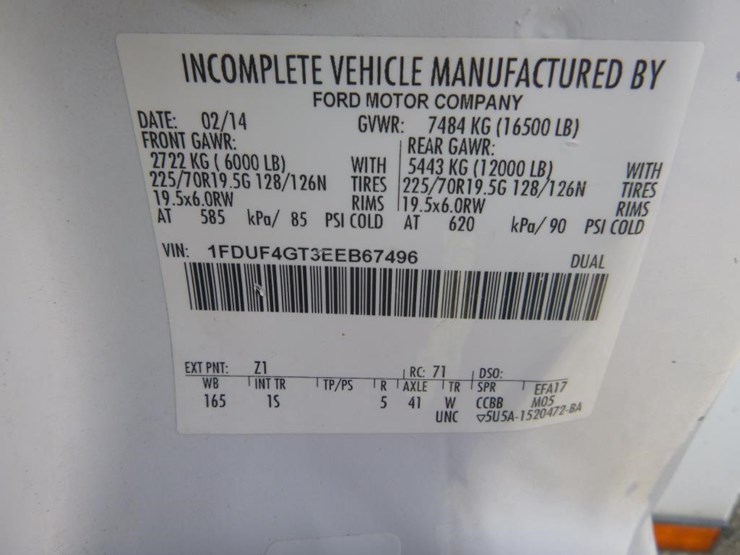 INCOMPLETE VEHICLE MANUFACTURED BY
FORD MOTOR COMPANY
DATE: 02/14 GVWR: 7484 KG (16500 LB)
FRONT GAWR: REAR GAWR:
2722 KG ( 6000 LB) WITH 5443 KG (12000 LB) WITH
225/70R19.5G 128/126N TIRES 225/70R19.5G 128/126N TIRES
19.5x6.0RW RIMS 19.5x6.0RW RIMS
AT 585 kPa/ 85 PSI COLD AT 620 kPa/ 90 PSI COLD
VIN: 1FDUF4GT3EEB67496 DUAL
EXT PNT: Z1 RC: 71 DSO:
WB INT TR TP/PS R AXLE TR SPR EFA17
165 1S 5 41 W CCBB M05
UNC ▽5U5A-1520472-BA